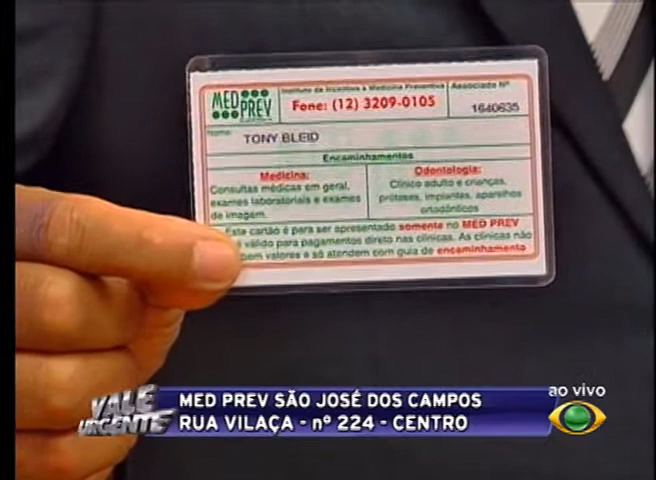 MED PREV
Instituto de Incentivo à Medicina Preventiva
Fone: (12) 3209-0105
Associado Nº
1640635
Nome:
TONY BLEID
Encaminhamentos
Medicina:
Consultas médicas em geral,
exames laboratoriais e exames
de imagem.
Odontologia:
Clínico adulto e crianças,
próteses, implantes, aparelhos
ortodônticos
Este cartão é para ser apresentado somente no MED PREV
é válido para pagamentos direto nas clínicas. As clínicas não
bem valores e só atendem com guia de encaminhamento
VALE URGENTE
MED PREV SÃO JOSÉ DOS CAMPOS
RUA VILAÇA - nº 224 - CENTRO
ao vivo